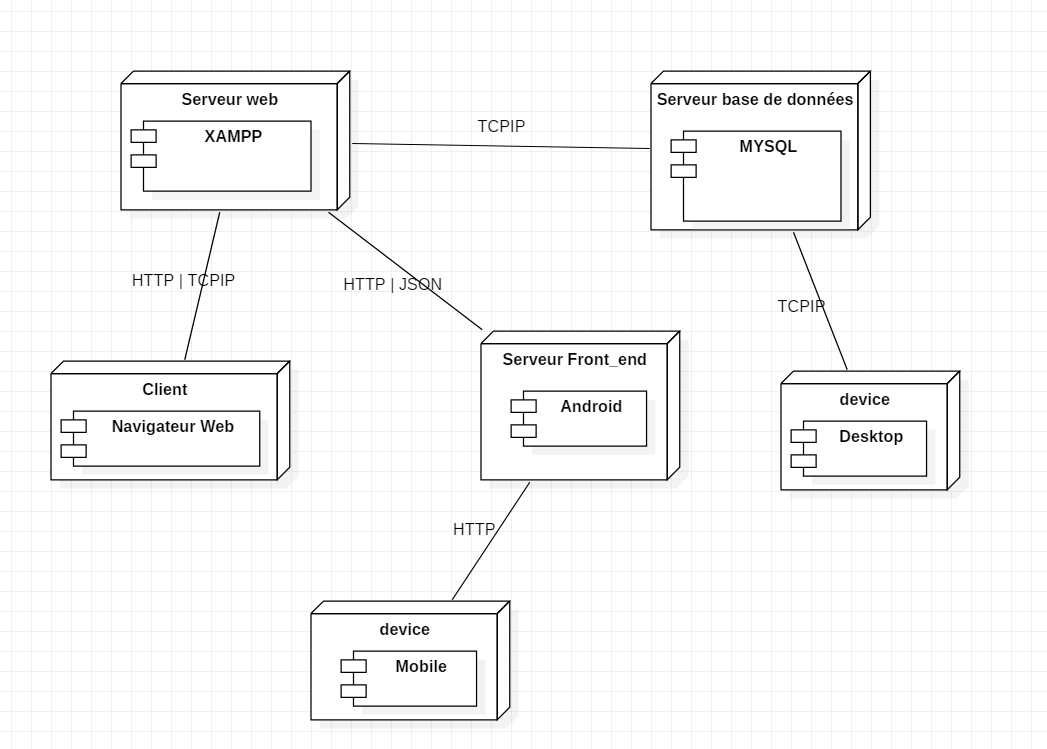 Serveur web
XAMPP
TCPIP
Serveur base de données
MYSQL
HTTP | TCPIP
HTTP | JSON
TCPIP
Client
Navigateur Web
Serveur Front_end
Android
device
Desktop
HTTP
device
Mobile